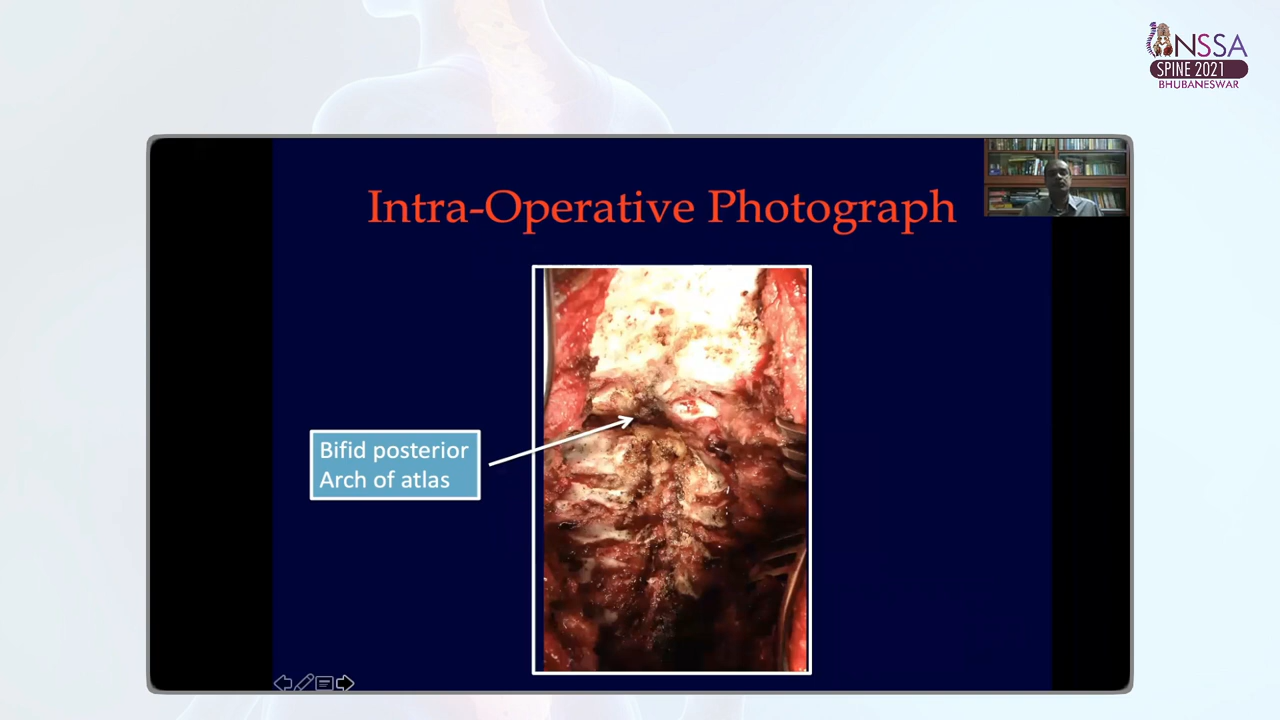 NSSA
SPINE 2021
BHUBANESWAR
Intra-Operative Photograph
Bifid posterior
Arch of atlas